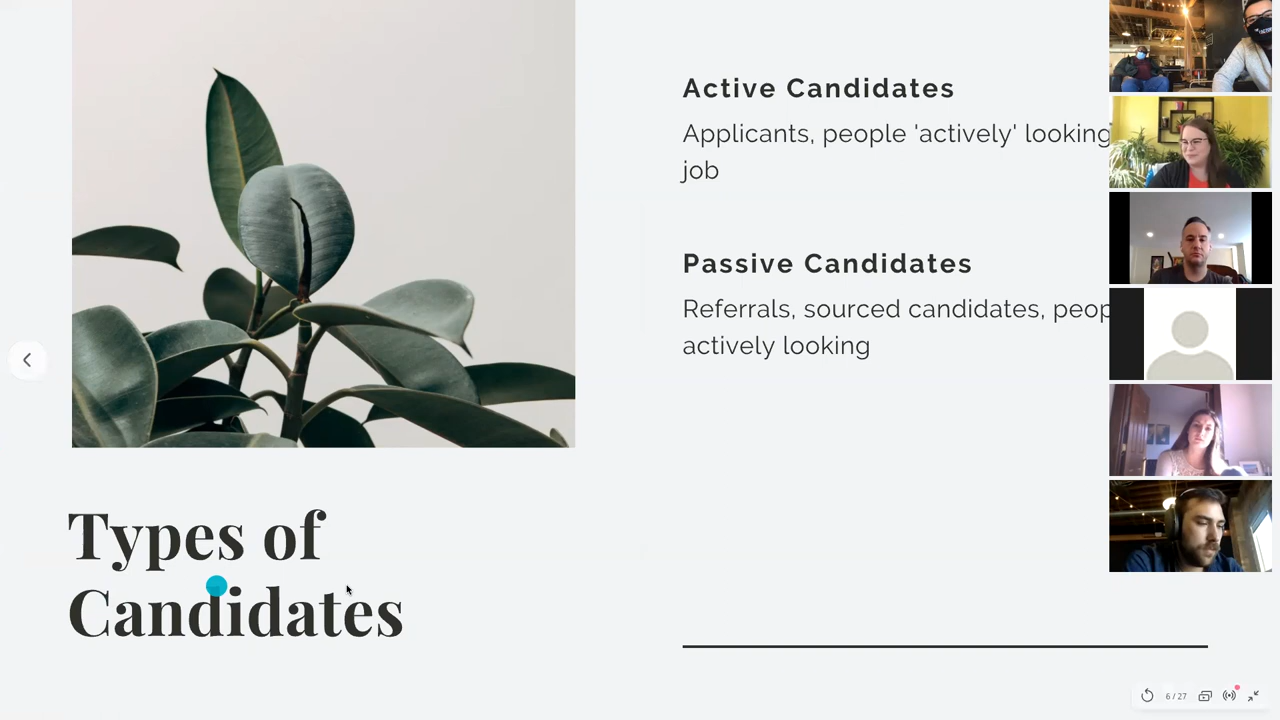 Active Candidates
Applicants, people 'actively' looking
job
Passive Candidates
Referrals, sourced candidates,
actively looking
Types of
Candidates
6 / 27